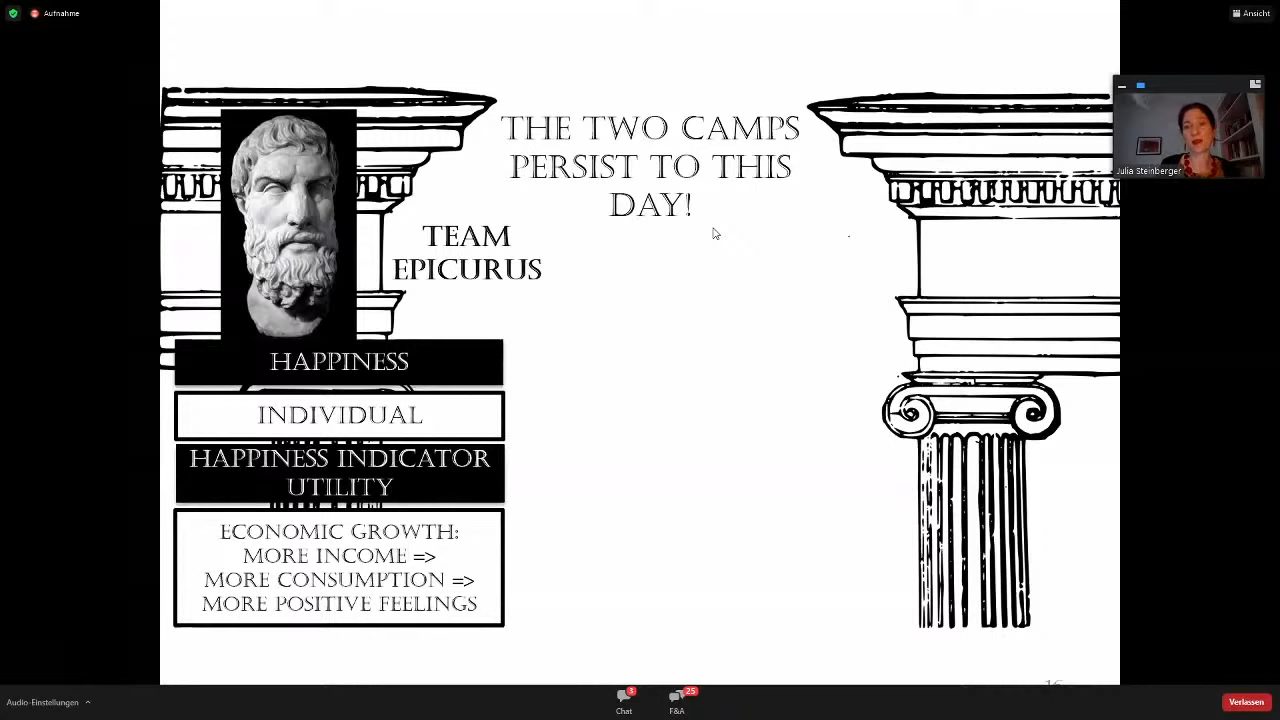 Aufnahme
Ansicht
THE TWO CAMPS
PERSIST TO THIS
DAY!
Julia Steinberger
TEAM
EPICURUS
HAPPINESS
INDIVIDUAL
HAPPINESS INDICATOR
UTILITY
ECONOMIC GROWTH:
MORE INCOME =>
MORE CONSUMPTION =>
MORE POSITIVE FEELINGS
Audio-Einstellungen
3
Chat
25
F&A
Verlassen